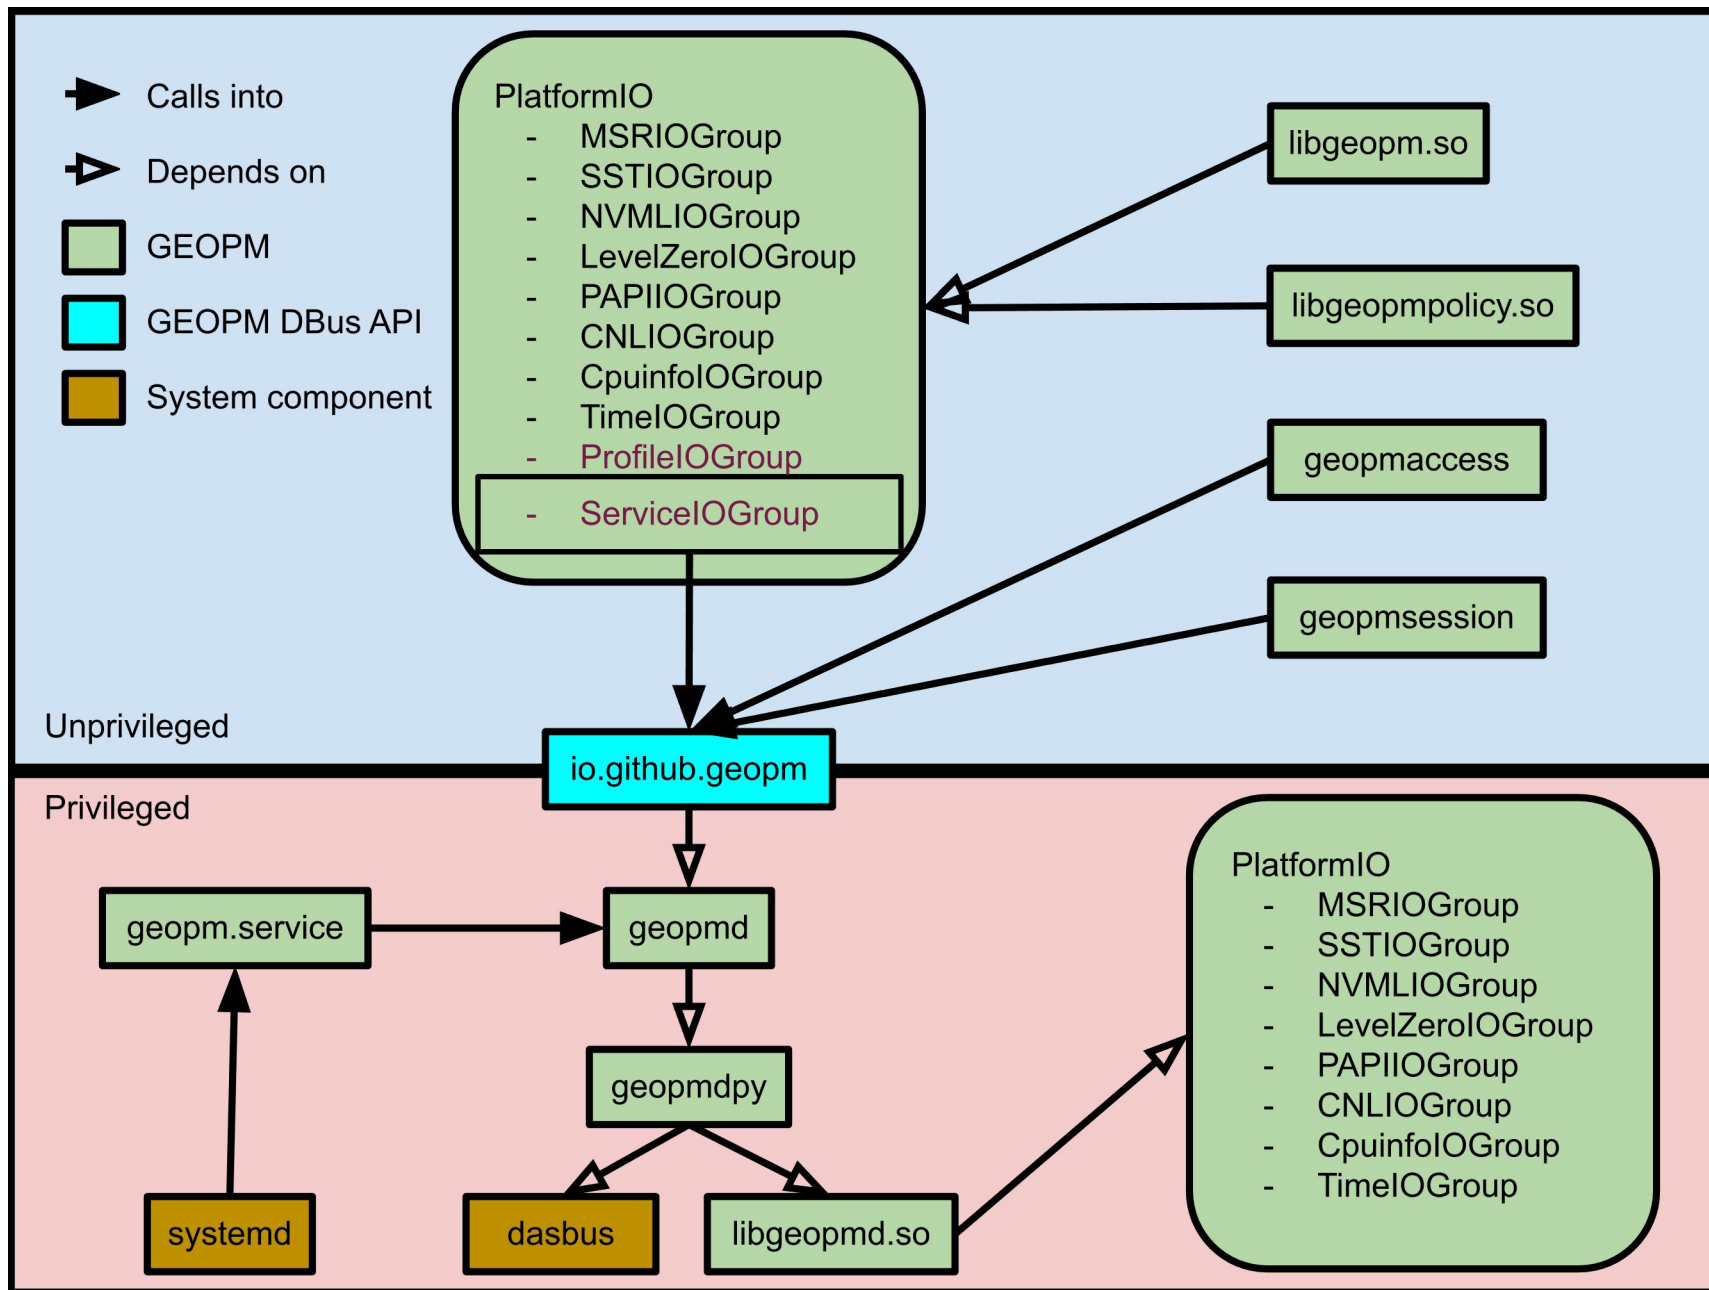 Calls into
Depends on
GEOPM
GEOPM DBus API
System component
PlatformIO
- MSRIOGroup
- SSTIOGroup
- NVMLIOGroup
- LevelZeroIOGroup
- PAPIIOGroup
- CNLIOGroup
- CpuinfoIOGroup
- TimeIOGroup
- ProfileIOGroup
- ServiceIOGroup
libgeopm.so
libgeopmpolicy.so
geopmaccess
geopmsession
Unprivileged
io.github.geopm
Privileged
geopm.service
geopmd
geopmdpy
systemd
dasbus
libgeopmd.so
PlatformIO
- MSRIOGroup
- SSTIOGroup
- NVMLIOGroup
- LevelZeroIOGroup
- PAPIIOGroup
- CNLIOGroup
- CpuinfoIOGroup
- TimeIOGroup